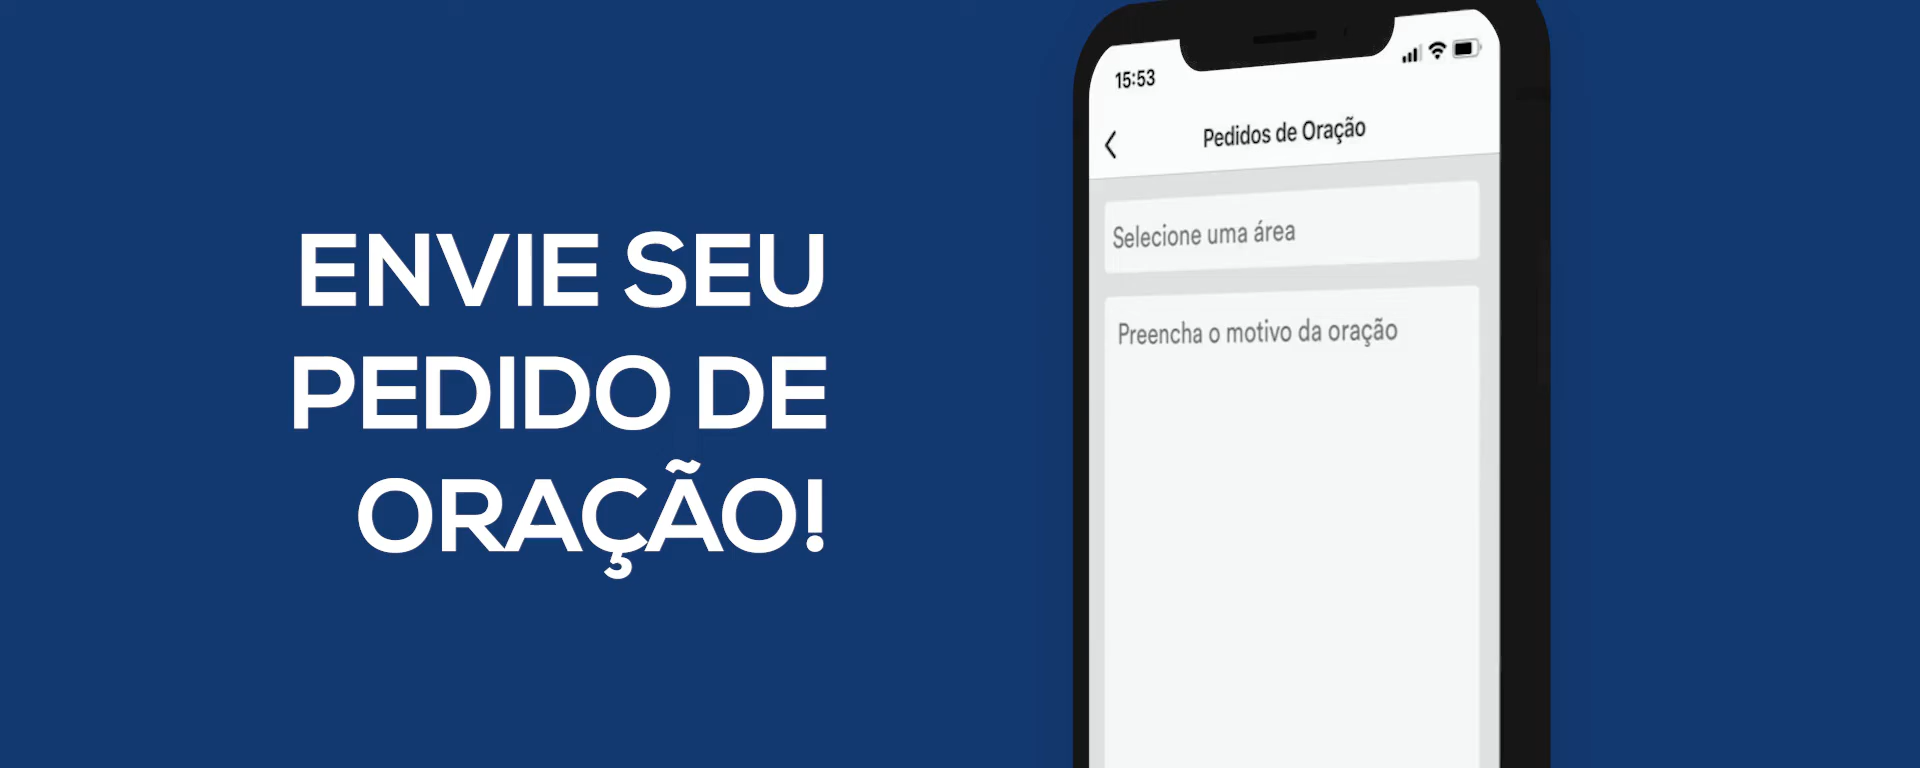 ENVIE SEU
PEDIDO DE
ORAÇÃO!
15:53
Pedidos de Oração
Selecione uma área
Preencha o motivo da oração